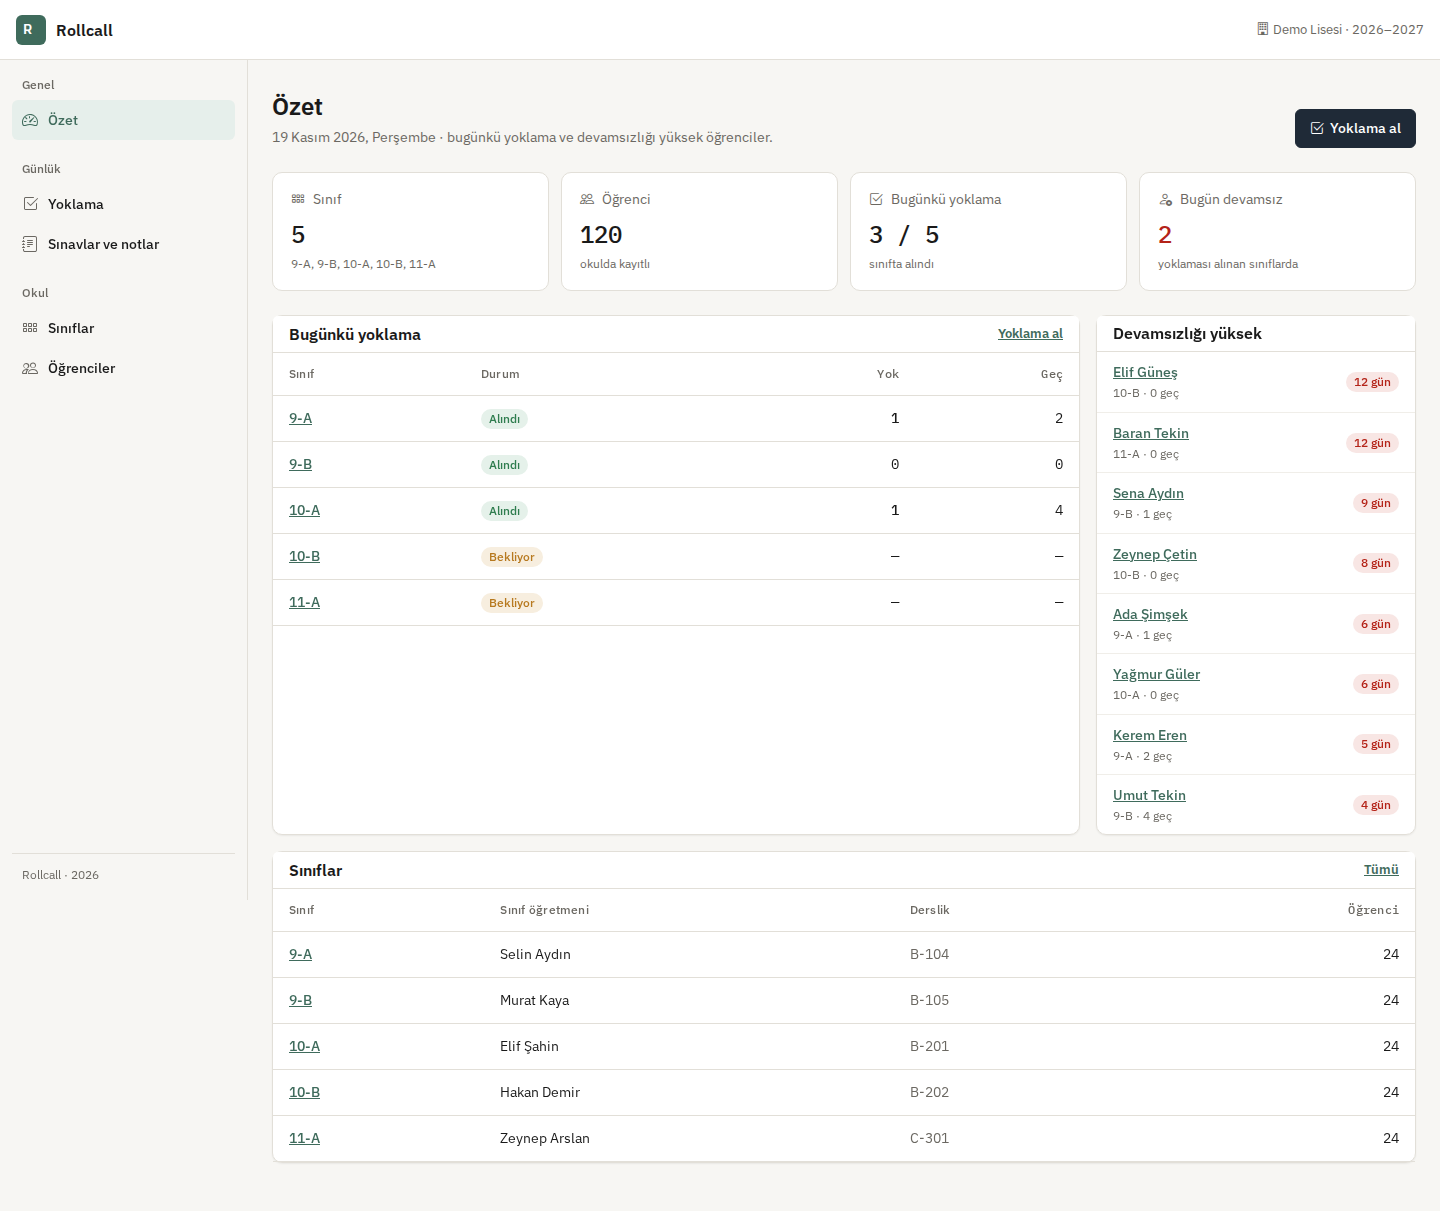 R Rollcall
Demo Lisesi · 2026–2027
Genel
Özet
Günlük
Yoklama
Sınavlar ve notlar
Okul
Sınıflar
Öğrenciler
Rollcall · 2026
Özet
19 Kasım 2026, Perşembe · bugünkü yoklama ve devamsızlığı yüksek öğrenciler.
Yoklama al
Sınıf
5
9-A, 9-B, 10-A, 10-B, 11-A
Öğrenci
120
okulda kayıtlı
Bugünkü yoklama
3 / 5
sınıfta alındı
Bugün devamsız
2
yoklaması alınan sınıflarda
Bugünkü yoklama Yoklama al
Sınıf Durum Yok Geç
9-A Alındı 1 2
9-B Alındı 0 0
10-A Alındı 1 4
10-B Bekliyor — —
11-A Bekliyor — —
Devamsızlığı yüksek
Elif Güneş
10-B · 0 geç
12 gün
Baran Tekin
11-A · 0 geç
12 gün
Sena Aydın
9-B · 1 geç
9 gün
Zeynep Çetin
10-B · 0 geç
8 gün
Ada Şimşek
9-A · 1 geç
6 gün
Yağmur Güler
10-A · 0 geç
6 gün
Kerem Eren
9-A · 2 geç
5 gün
Umut Tekin
9-B · 4 geç
4 gün
Sınıflar Tümü
Sınıf Sınıf öğretmeni Derslik Öğrenci
9-A Selin Aydın B-104 24
9-B Murat Kaya B-105 24
10-A Elif Şahin B-201 24
10-B Hakan Demir B-202 24
11-A Zeynep Arslan C-301 24